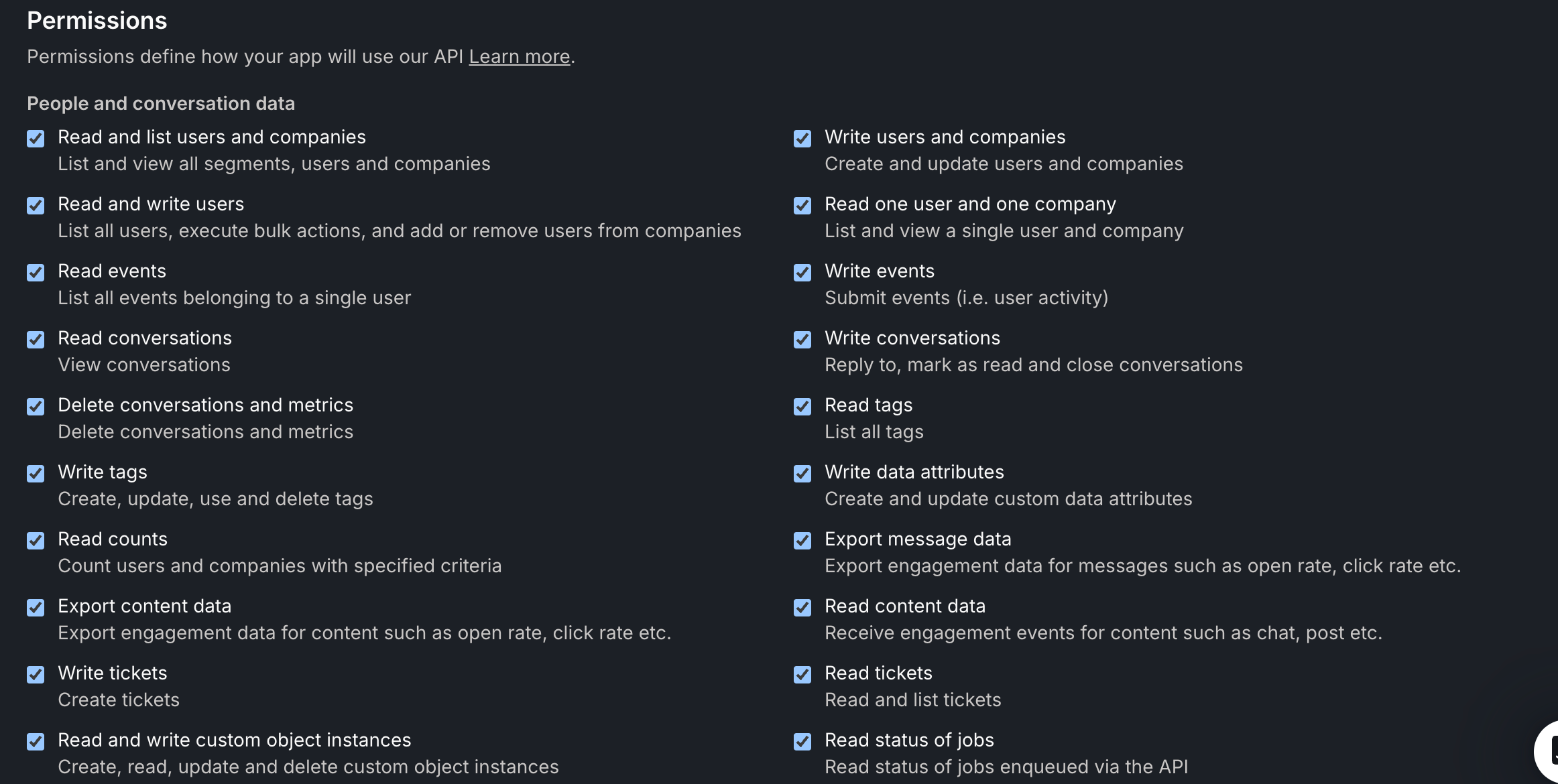 Permissions
Permissions define how your app will use our API Learn more.
People and conversation data
Read and list users and companies
List and view all segments, users and companies
Write users and companies
Create and update users and companies
Read and write users
List all users, execute bulk actions, and add or remove users from companies
Read one user and one company
List and view a single user and company
Read events
List all events belonging to a single user
Write events
Submit events (i.e. user activity)
Read conversations
View conversations
Write conversations
Reply to, mark as read and close conversations
Delete conversations and metrics
Delete conversations and metrics
Read tags
List all tags
Write tags
Create, update, use and delete tags
Write data attributes
Create and update custom data attributes
Read counts
Count users and companies with specified criteria
Export message data
Export engagement data for messages such as open rate, click rate etc.
Export content data
Export engagement data for content such as open rate, click rate etc.
Read content data
Receive engagement events for content such as chat, post etc.
Write tickets
Create tickets
Read tickets
Read and list tickets
Read and write custom object instances
Create, read, update and delete custom object instances
Read status of jobs
Read status of jobs enqueued via the API